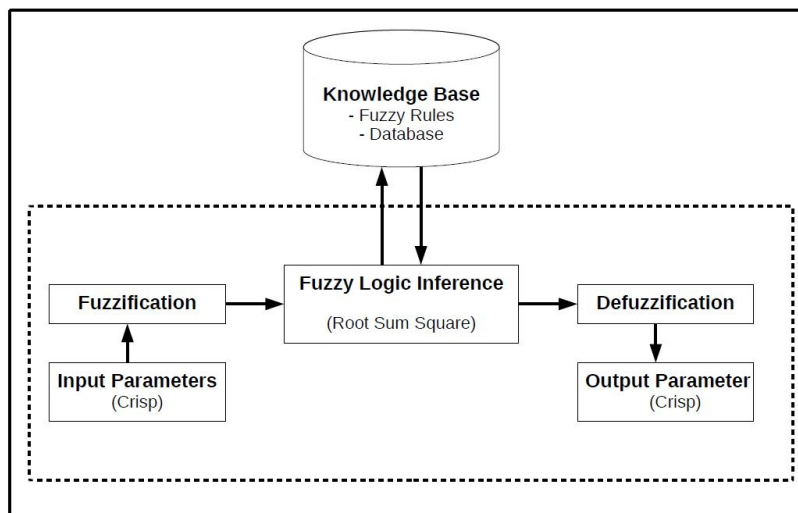 Knowledge Base
- Fuzzy Rules
- Database
Fuzzification
Fuzzy Logic Inference
(Root Sum Square)
Defuzzification
Input Parameters
(Crisp)
Output Parameter
(Crisp)